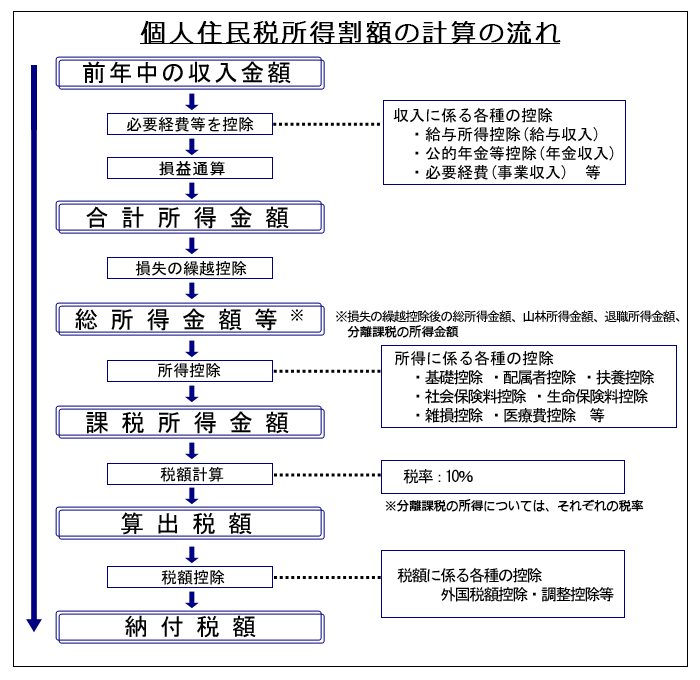 個人住民税所得割額の計算の流れ
前年中の収入金額
必要経費等を控除
収入に係る各種の控除
・給与所得控除(給与収入)
・公的年金等控除(年金収入)
・必要経費(事業収入)　等
損益通算
合計所得金額
損失の繰越控除
総所得金額等※
※損失の繰越控除後の総所得金額、山林所得金額、退職所得金額、
分離課税の所得金額
所得控除
所得に係る各種の控除
・基礎控除 ・配属者控除 ・扶養控除
・社会保険料控除 ・生命保険料控除
・雑損控除 ・医療費控除　等
課税所得金額
税額計算
税率：10%
※分離課税の所得については、それぞれの税率
算出税額
税額控除
税額に係る各種の控除
外国税額控除・調整控除等
納付税額